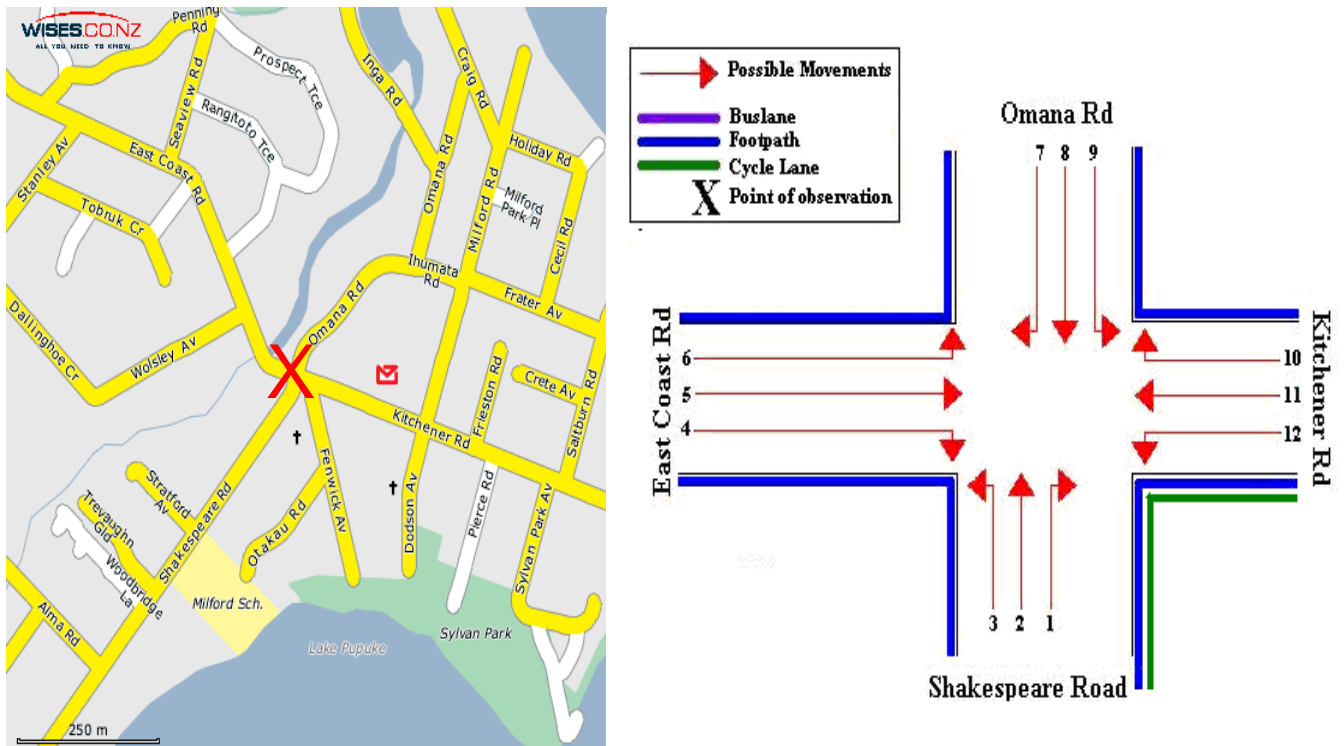 WISES.CO.NZ
ALL YOU NEED TO KNOW
Penning
Rd
Prospect Tce
Rangitoto Tce
Seaview Rd
Inga Rd
Craig Rd
Omana Rd
Holiday Rd
Milford Rd
Milford
Park Pl
Cecil Rd
Stanley Av
East Coast Rd
Tobruk Cr
Ihumata
Rd
Frater Av
Omana Rd
Dallinghoe Cr
Wolsley Av
Crete Av
Frieston Rd
Saltburn Rd
Kitchener Rd
Stratford
Av
Trevaughn
Gld
Woodbridge
La
Shakespeare Rd
Otakau Rd
Fenwick Av
Dodson Av
Pierce Rd
Sylvan Park Av
Alma Rd
Milford Sch.
Lake Pupuke
Sylvan Park
250 m
X
Possible Movements
Buslane
Footpath
Cycle Lane
X Point of observation
Omana Rd
7 8 9
East Coast Rd
6
5
4
Kitchener Rd
10
11
12
3 2 1
Shakespeare Road